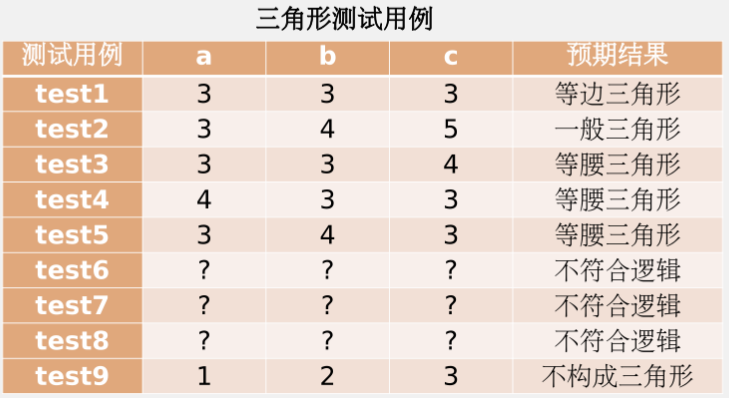 三角形测试用例
测试用例 a b c 预期结果
test1 3 3 3 等边三角形
test2 3 4 5 一般三角形
test3 3 3 4 等腰三角形
test4 4 3 3 等腰三角形
test5 3 4 3 等腰三角形
test6 ? ? ? 不符合逻辑
test7 ? ? ? 不符合逻辑
test8 ? ? ? 不符合逻辑
test9 1 2 3 不构成三角形